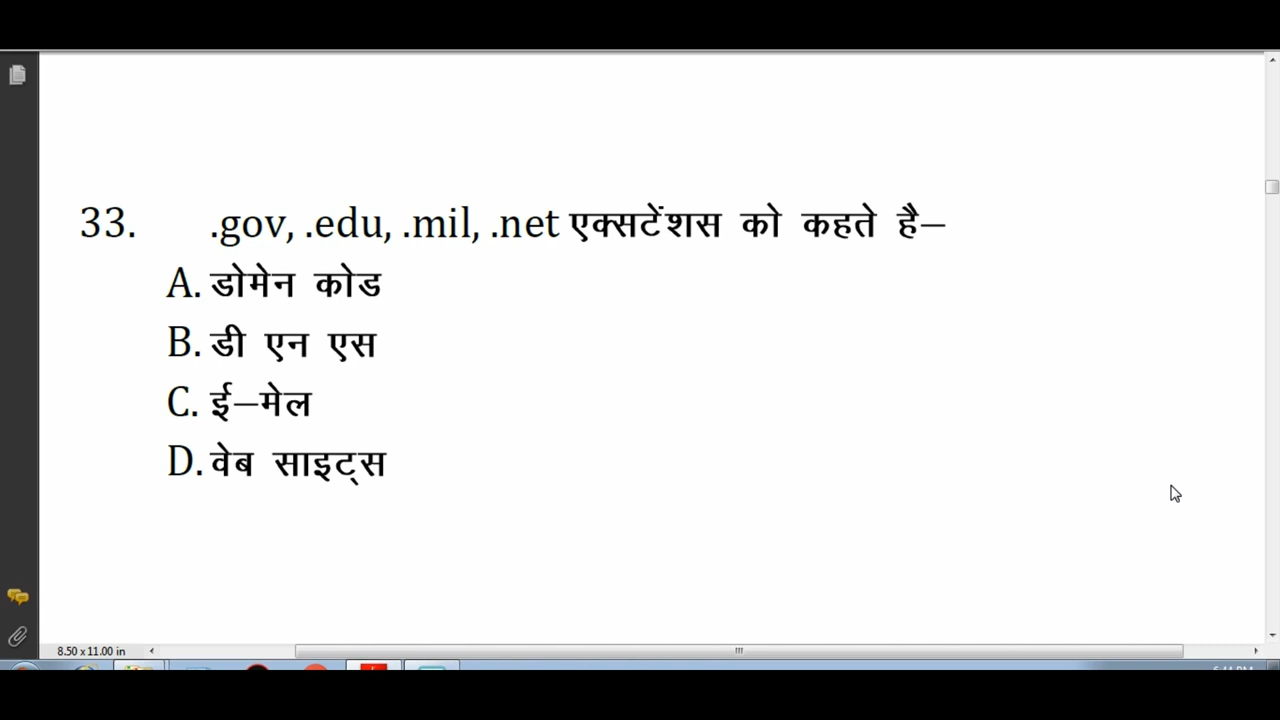 33. .gov, .edu, .mil, .net एक्सटेंशस को कहते है–
A. डोमेन कोड
B. डी एन एस
C. ई–मेल
D. वेब साइट्स
8.50 x 11.00 in